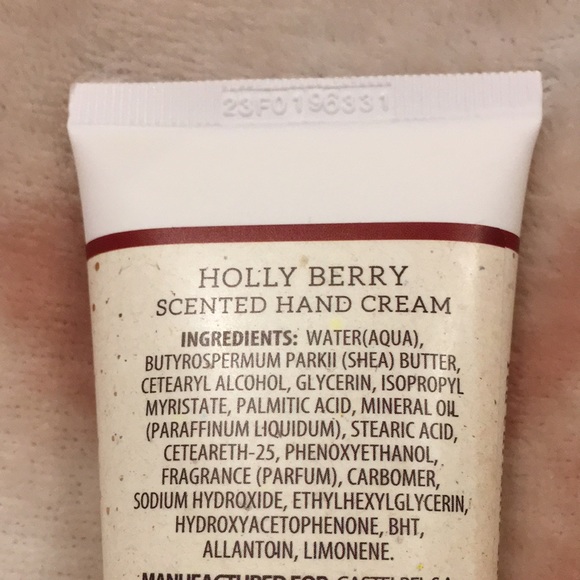 23F0196331
HOLLY BERRY
SCENTED HAND CREAM
INGREDIENTS: WATER(AQUA),
BUTYROSPERMUM PARKII (SHEA) BUTTER,
CETEARYL ALCOHOL, GLYCERIN, ISOPROPYL
MYRISTATE, PALMITIC ACID, MINERAL OIL
(PARAFFINUM LIQUIDUM), STEARIC ACID,
CETEARETH-25, PHENOXYETHANOL,
FRAGRANCE (PARFUM), CARBOMER,
SODIUM HYDROXIDE, ETHYLHEXYLGLYCERIN,
HYDROXYACETOPHENONE, BHT,
ALLANTOIN, LIMONENE.
MANUFACTURED FOR